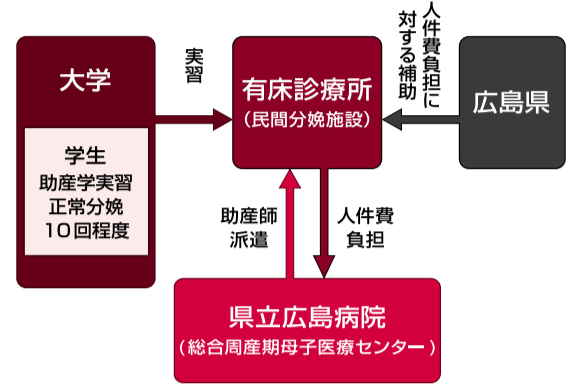 大学
学生
助産学実習
正常分娩
10回程度
実習
有床診療所
（民間分娩施設）
人件費負担に
対する補助
広島県
助産師
派遣
人件費
負担
県立広島病院
（総合周産期母子医療センター）